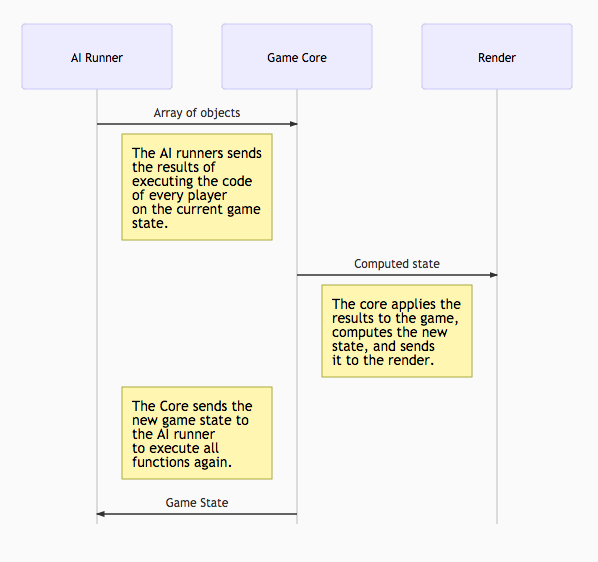 AI Runner
Game Core
Render
Array of objects
The AI runners sends
the results of
executing the code
of every player
on the current game
state.
Computed state
The core applies the
results to the game,
computes the new
state, and sends
it to the render.
The Core sends the
new game state to
the AI runner
to execute all
functions again.
Game State